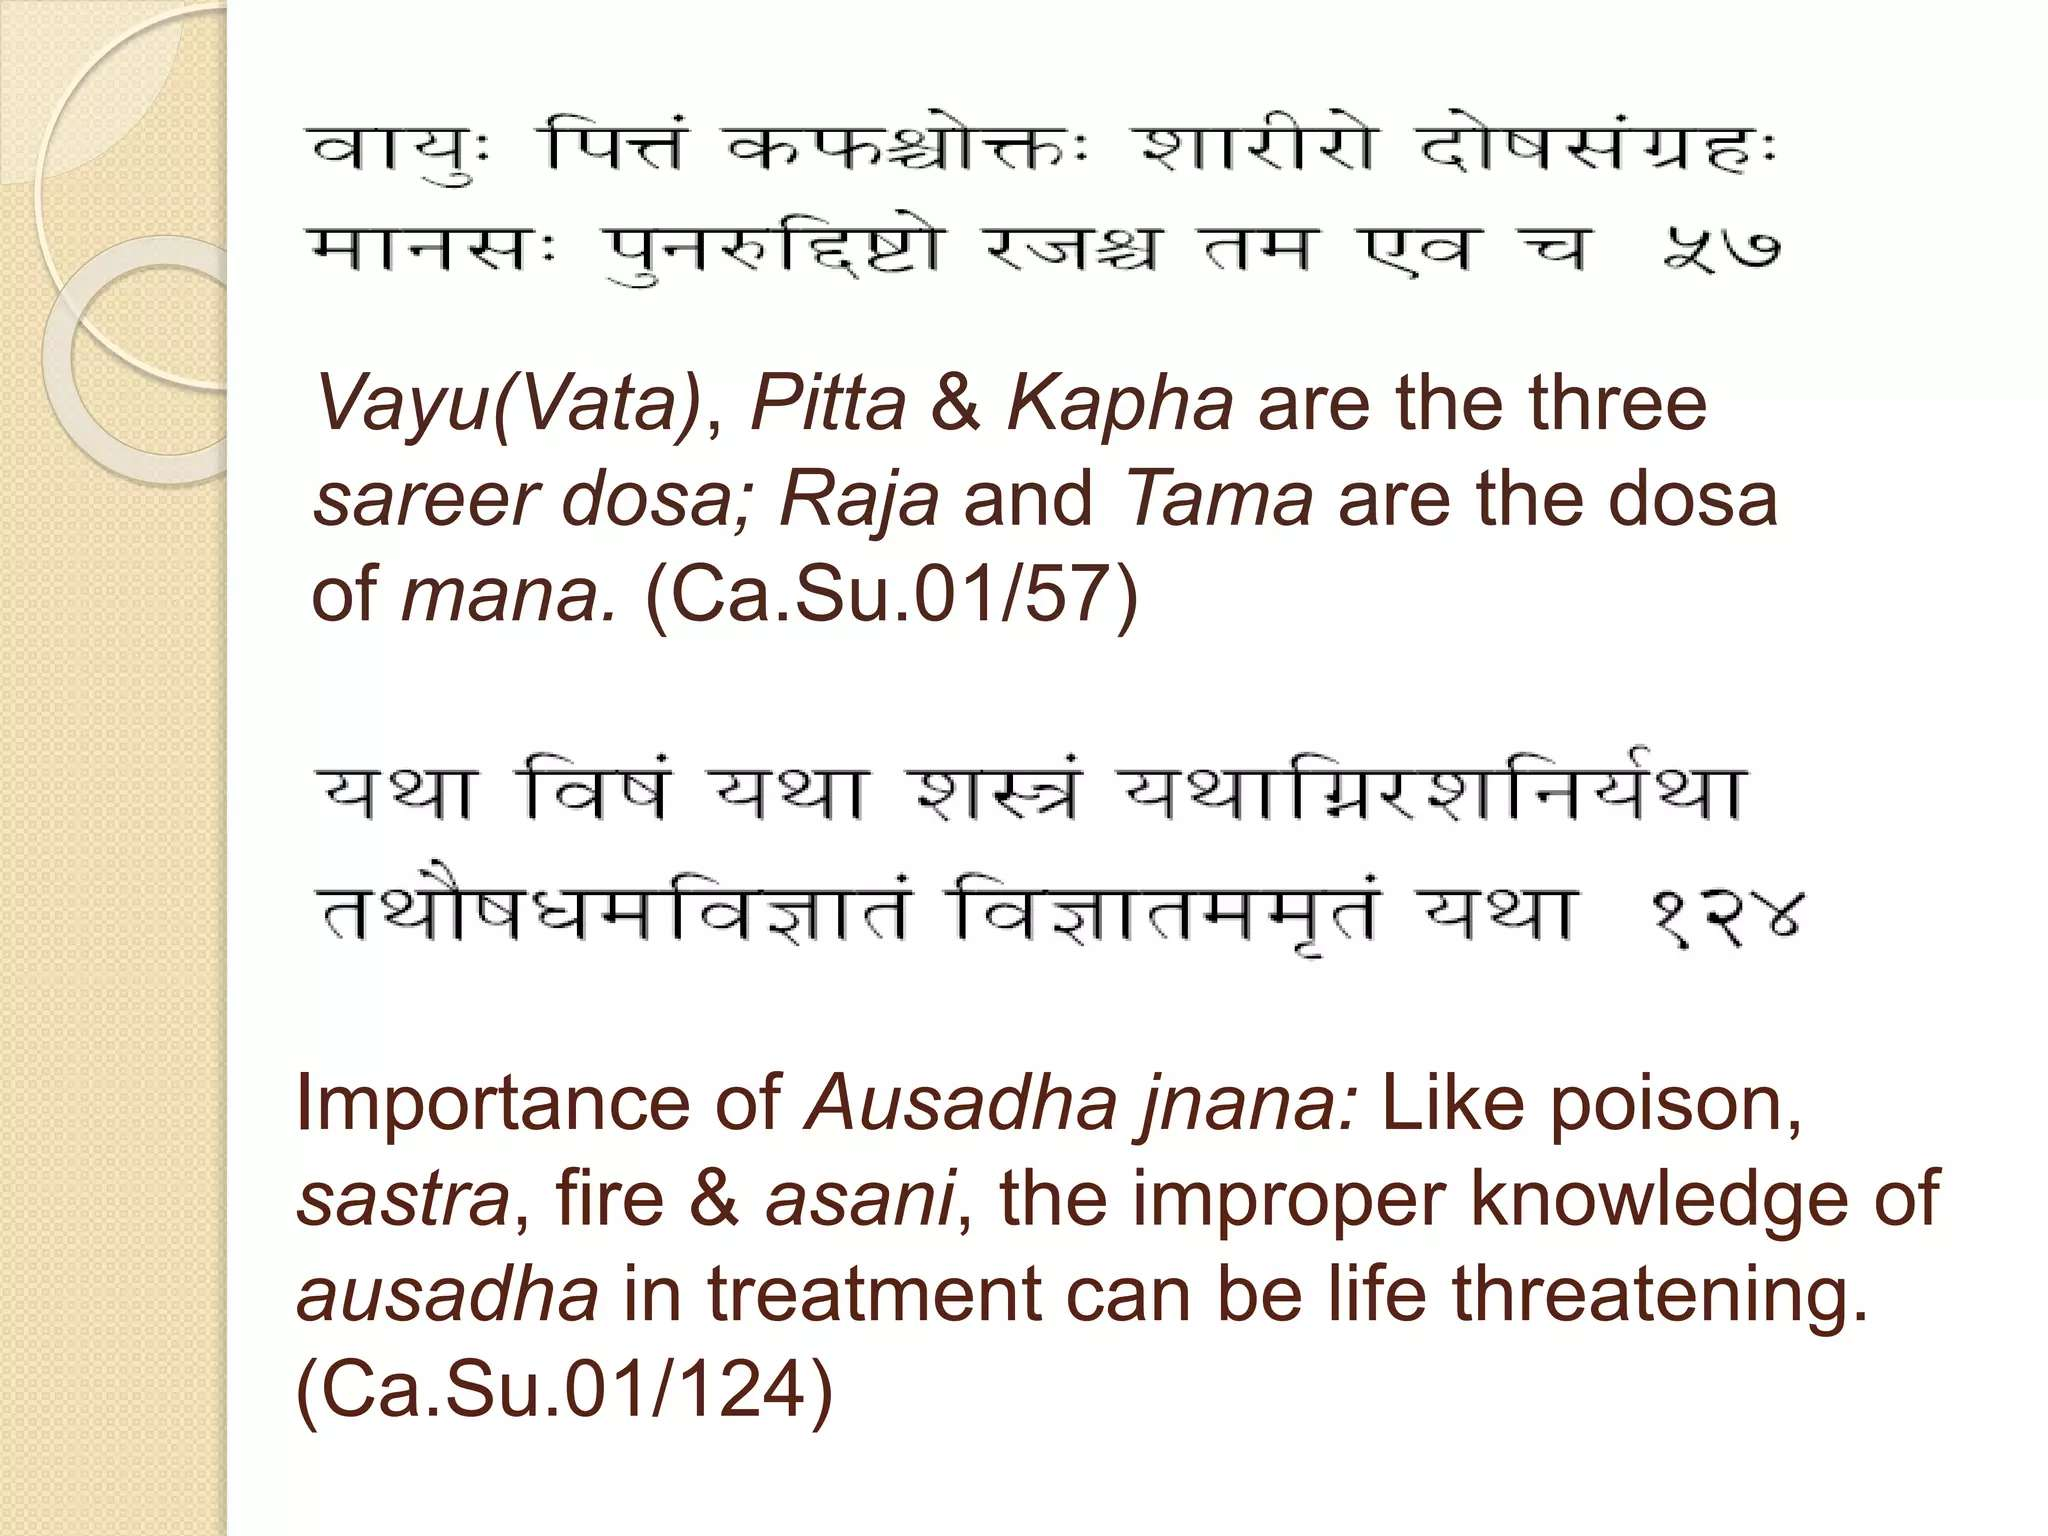 वायुः पित्तं कफश्चोक्तः शारीरो दोषसंग्रहः
मानसः पुनरुद्दिष्टो रजश्च तम एव च ५७
Vayu(Vata), Pitta & Kapha are the three
sareer dosa; Raja and Tama are the dosa
of mana. (Ca.Su.01/57)
यथा विषं यथा शस्त्रं यथाग्निरशनिर्यथा
तथौषधमविज्ञातं विज्ञातममृतं यथा १२४
Importance of Ausadha jnana: Like poison,
sastra, fire & asani, the improper knowledge of
ausadha in treatment can be life threatening.
(Ca.Su.01/124)